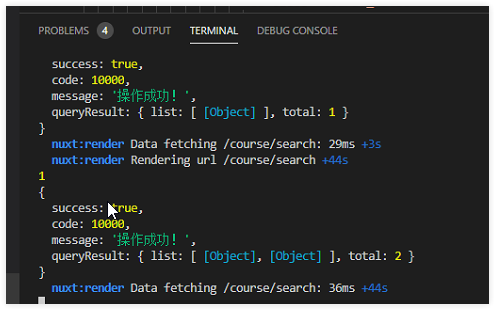 PROBLEMS 4 OUTPUT TERMINAL DEBUG CONSOLE
success: true,
code: 10000,
message: '操作成功！',
queryResult: { list: [ [Object] ], total: 1 }
}
nuxt:render Data fetching /course/search: 29ms +3s
nuxt:render Rendering url /course/search +44s
1
{
success: true,
code: 10000,
message: '操作成功！',
queryResult: { list: [ [Object], [Object] ], total: 2 }
}
nuxt:render Data fetching /course/search: 36ms +44s